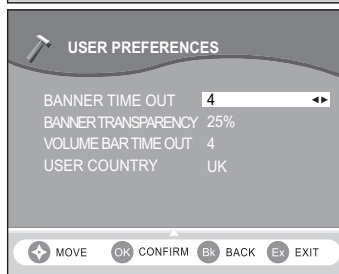 USER PREFERENCES
BANNER TIME OUT 4
BANNER TRANSPARENCY 25%
VOLUME BAR TIME OUT 4
USER COUNTRY UK
MOVE OK CONFIRM Bk BACK Ex EXIT